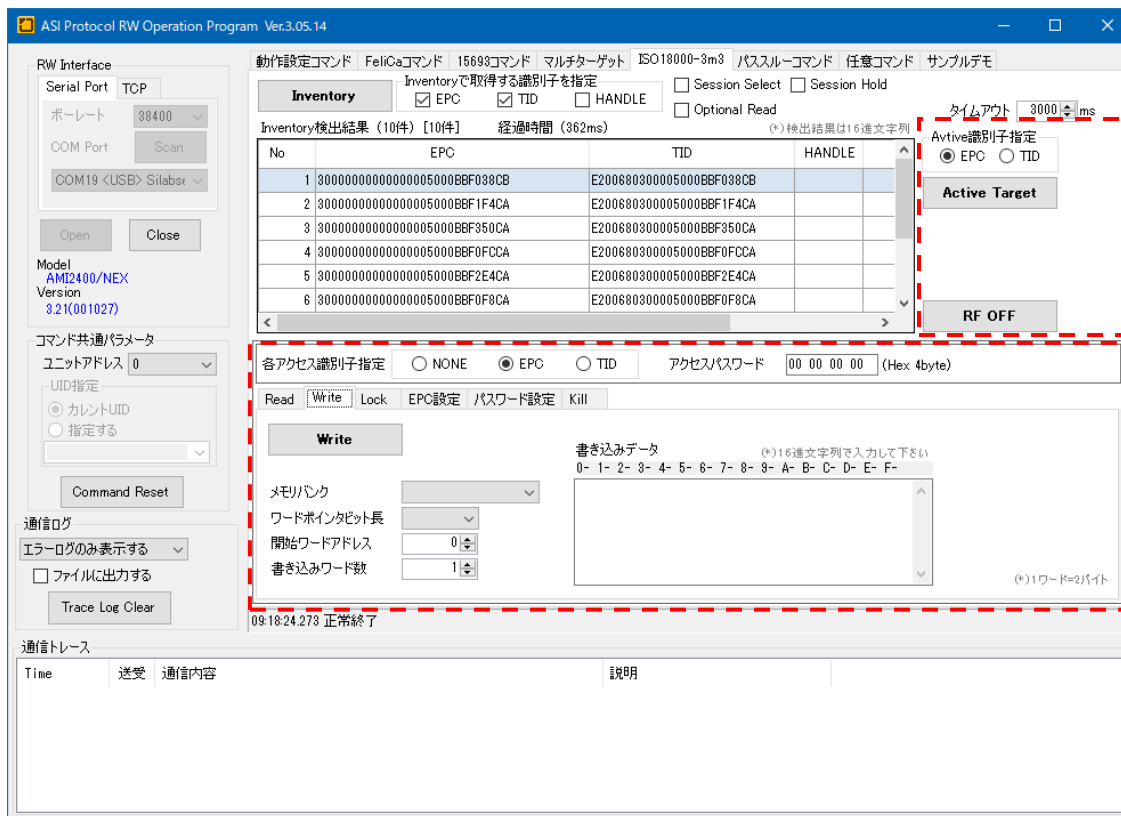 ASI Protocol RW Operation Program Ver.3.05.14
RW Interface
Serial Port TCP
ボーレート 38400
COM Port Scan
COM19 <USB> Silabse
Open Close
Model
AMI2400/NEX
Version
3.21(001027)
コマンド共通パラメータ
ユニットアドレス 0
UID指定
カレントUID
指定する
Command Reset
通信ログ
エラーログのみ表示する
ファイルに出力する
Trace Log Clear
動作設定コマンド FeliCaコマンド 15693コマンド マルチターゲット ISO18000-3m3 パススルーコマンド 任意コマンド サンプルデモ
Inventory
Inventoryで取得する識別子を指定
EPC TID HANDLE
Session Select Session Hold
Optional Read
タイムアウト 3000 ms
Inventory検出結果 (10件) [10件] 経過時間 (362ms) (*)検出結果は16進文字列
No EPC TID HANDLE
1 30000000000000005000BBF038CB E200680300005000BBF038CB
2 30000000000000005000BBF1F4CA E200680300005000BBF1F4CA
3 30000000000000005000BBF350CA E200680300005000BBF350CA
4 30000000000000005000BBF0FCCA E200680300005000BBF0FCCA
5 30000000000000005000BBF2E4CA E200680300005000BBF2E4CA
6 30000000000000005000BBF0F8CA E200680300005000BBF0F8CA
Avtive識別子指定
EPC TID
Active Target
RF OFF
各アクセス識別子指定 NONE EPC TID アクセスパスワード 00 00 00 00 (Hex 4byte)
Read Write Lock EPC設定 パスワード設定 Kill
Write
メモリバンク
ワードポインタビット長
開始ワードアドレス 0
書き込みワード数 1
書き込みデータ (*)16進文字列で入力して下さい
0- 1- 2- 3- 4- 5- 6- 7- 8- 9- A- B- C- D- E- F-
(*)1ワード=2バイト
09:18:24.273 正常終了
通信トレース
Time 送受 通信内容 説明